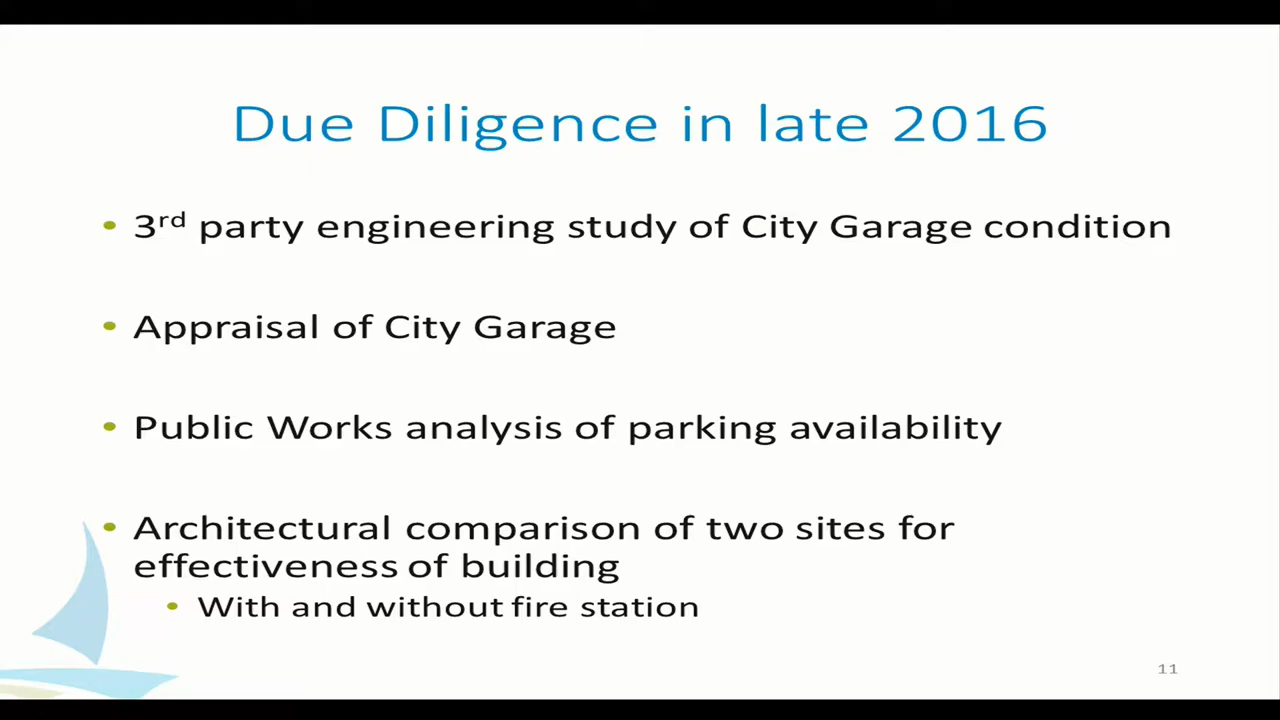 Due Diligence in late 2016
• 3rd party engineering study of City Garage condition
• Appraisal of City Garage
• Public Works analysis of parking availability
• Architectural comparison of two sites for
effectiveness of building
• With and without fire station
11